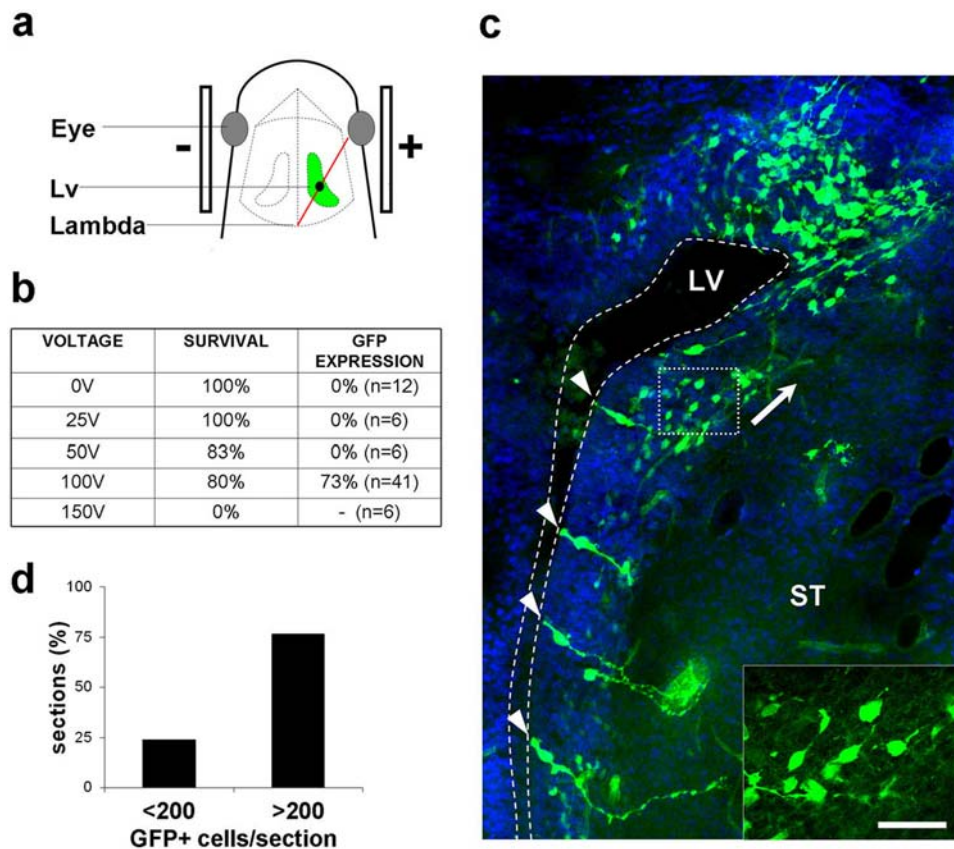 a
Eye
-
+
Lv
Lambda
b
VOLTAGE SURVIVAL GFP EXPRESSION
0V 100% 0% (n=12)
25V 100% 0% (n=6)
50V 83% 0% (n=6)
100V 80% 73% (n=41)
150V 0% - (n=6)
c
LV
ST
d
100
75
50
25
0
sections (%)
<200 >200
GFP+ cells/section